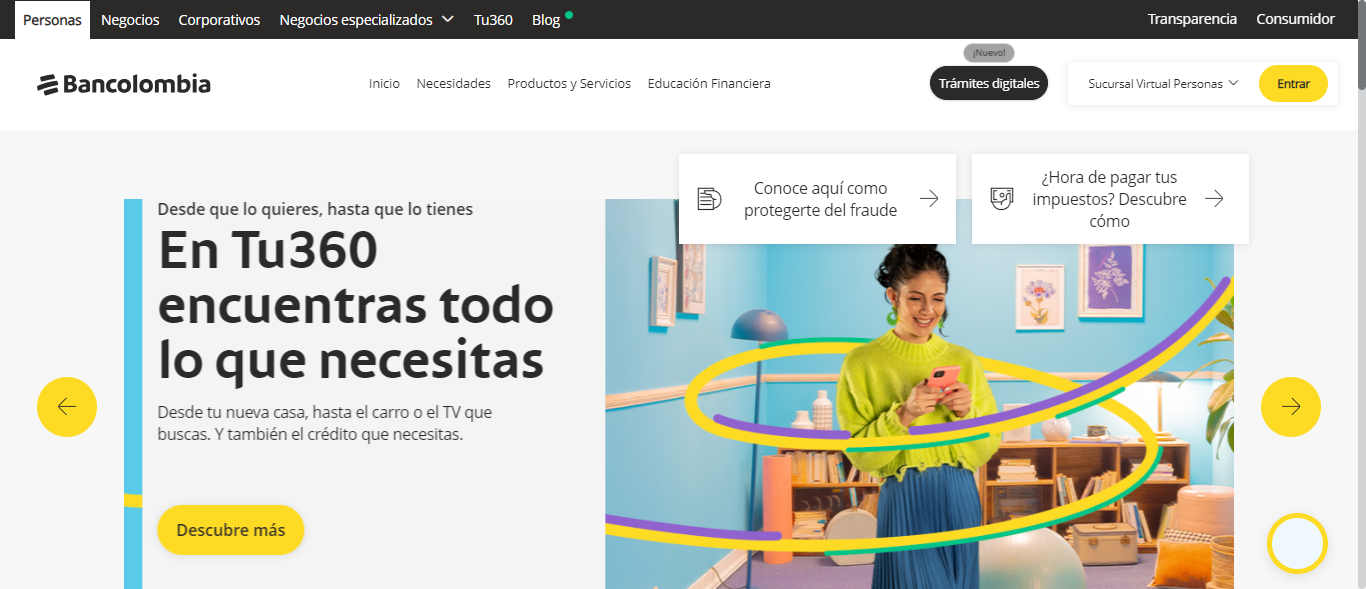 Personas Negocios Corporativos Negocios especializados Tu360 Blog Transparencia Consumidor
¡Nuevo!
Bancolombia Inicio Necesidades Productos y Servicios Educación Financiera Trámites digitales Sucursal Virtual Personas Entrar
Conoce aquí como
protegerte del fraude
¿Hora de pagar tus
impuestos? Descubre
cómo
Desde que lo quieres, hasta que lo tienes
En Tu360
encuentras todo
lo que necesitas
Desde tu nueva casa, hasta el carro o el TV que
buscas. Y también el crédito que necesitas.
Descubre más